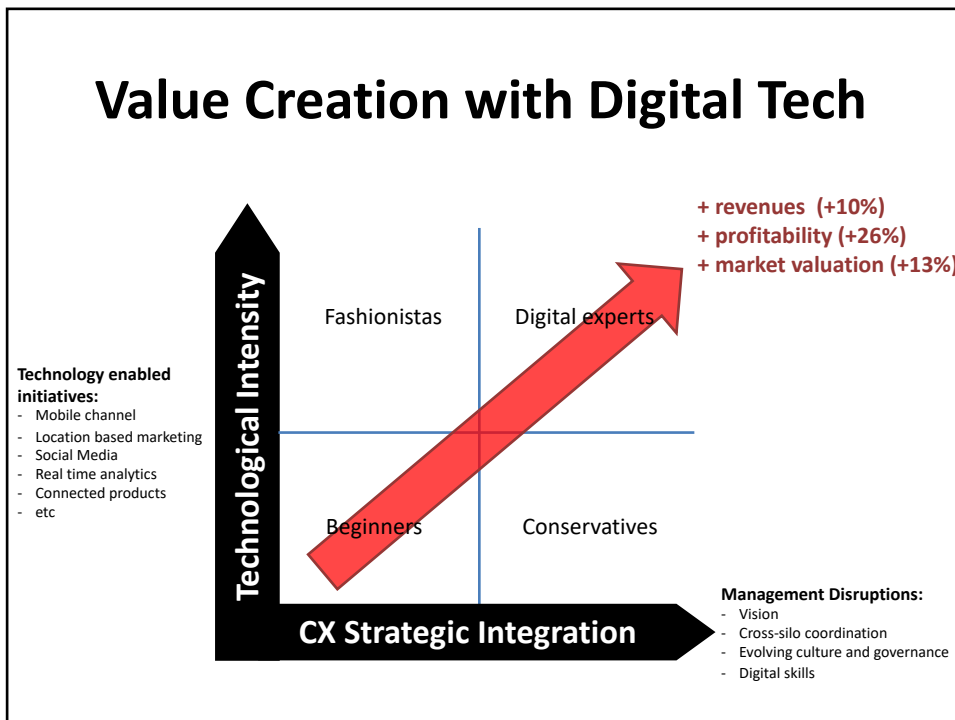 Value Creation with Digital Tech
+ revenues  (+10%)
+ profitability (+26%)
+ market valuation (+13%)
Technological Intensity
Fashionistas
Digital experts
Technology enabled
initiatives:
- Mobile channel
- Location based marketing
- Social Media
- Real time analytics
- Connected products
- etc
Beginners
Conservatives
CX Strategic Integration
Management Disruptions:
- Vision
- Cross-silo coordination
- Evolving culture and governance
- Digital skills